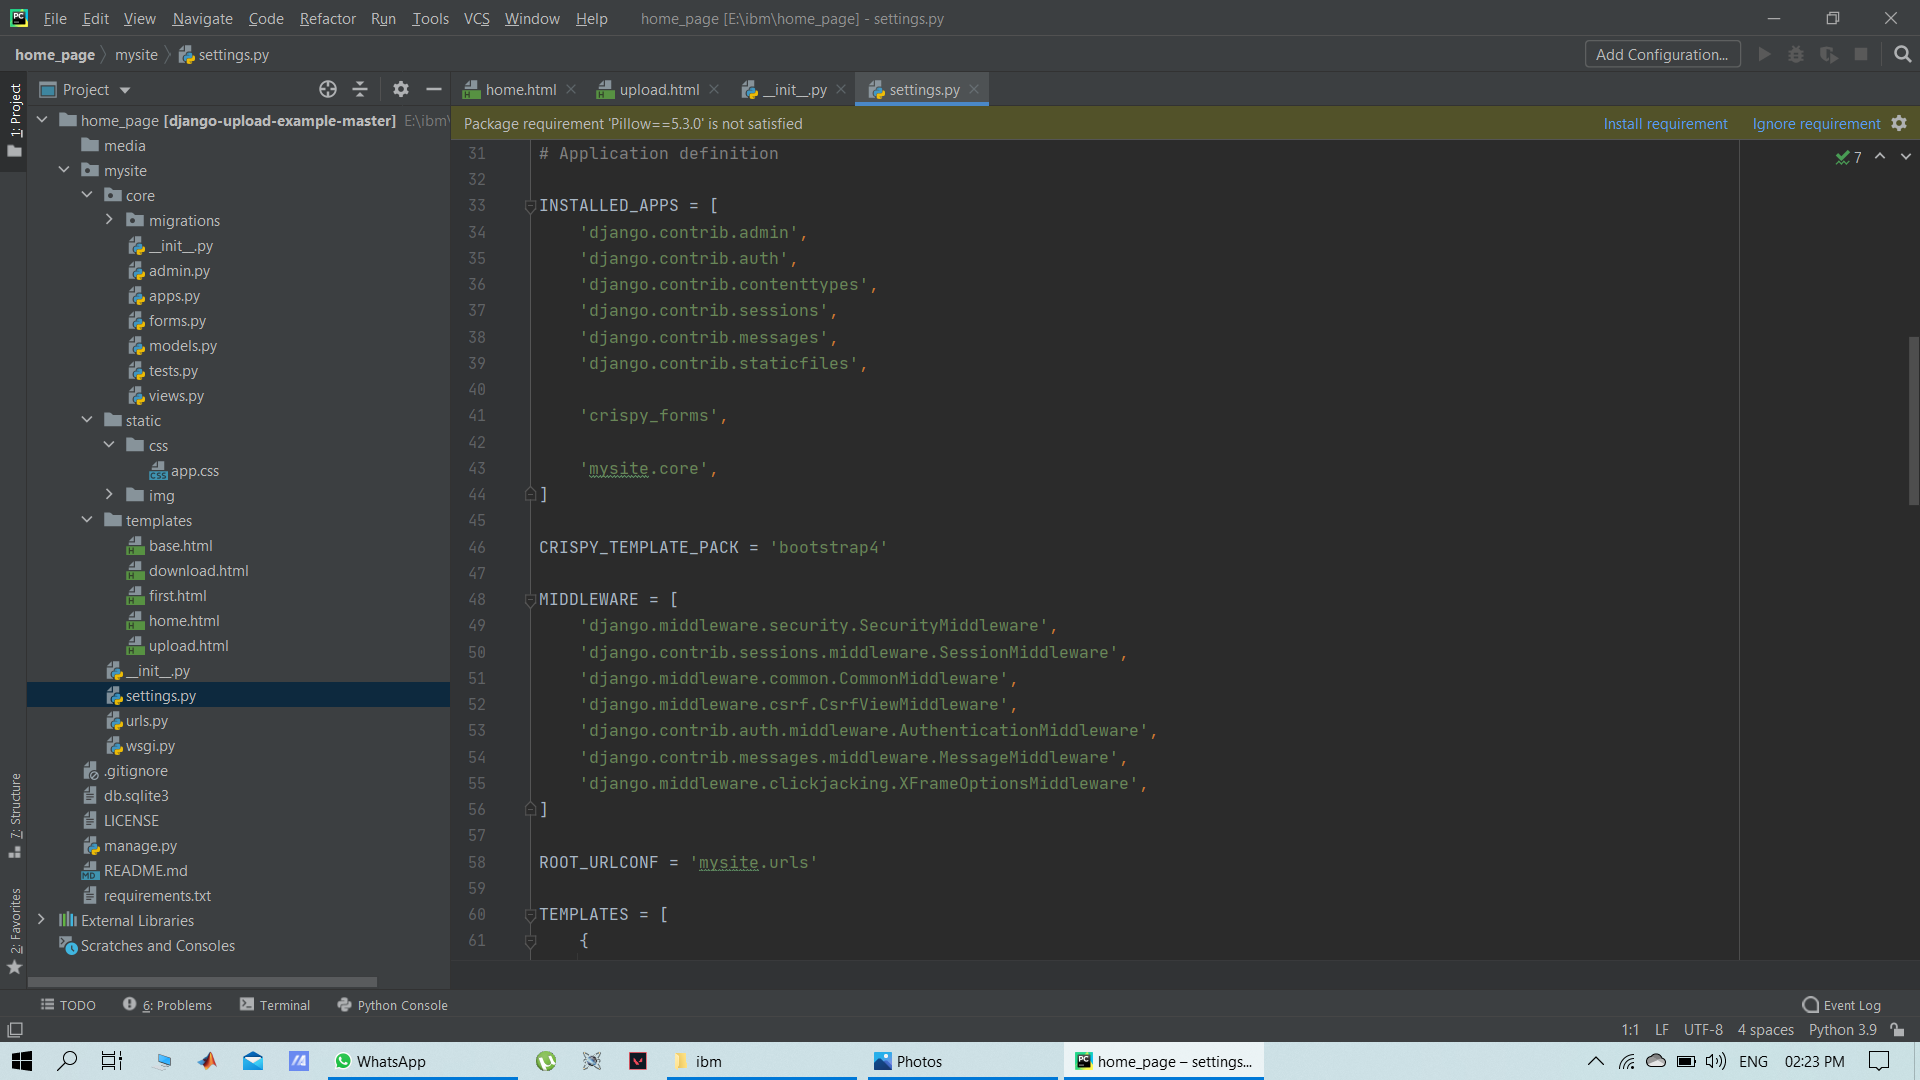 File Edit View Navigate Code Refactor Run Tools VCS Window Help home_page [E:\ibm\home_page] - settings.py
home_page mysite settings.py Add Configuration...
1: Project
Project
home.html upload.html __init__.py settings.py
Package requirement 'Pillow==5.3.0' is not satisfied Install requirement Ignore requirement
home_page [django-upload-example-master] E:\ibm\
media
mysite
core
migrations
__init__.py
admin.py
apps.py
forms.py
models.py
tests.py
views.py
static
css
app.css
img
templates
base.html
download.html
first.html
home.html
upload.html
__init__.py
settings.py
urls.py
wsgi.py
.gitignore
db.sqlite3
LICENSE
manage.py
README.md
requirements.txt
External Libraries
Scratches and Consoles
7: Structure
2: Favorites
7
31 # Application definition
32
33 INSTALLED_APPS = [
34 'django.contrib.admin',
35 'django.contrib.auth',
36 'django.contrib.contenttypes',
37 'django.contrib.sessions',
38 'django.contrib.messages',
39 'django.contrib.staticfiles',
40
41 'crispy_forms',
42
43 'mysite.core',
44 ]
45
46 CRISPY_TEMPLATE_PACK = 'bootstrap4'
47
48 MIDDLEWARE = [
49 'django.middleware.security.SecurityMiddleware',
50 'django.contrib.sessions.middleware.SessionMiddleware',
51 'django.middleware.common.CommonMiddleware',
52 'django.middleware.csrf.CsrfViewMiddleware',
53 'django.contrib.auth.middleware.AuthenticationMiddleware',
54 'django.contrib.messages.middleware.MessageMiddleware',
55 'django.middleware.clickjacking.XFrameOptionsMiddleware',
56 ]
57
58 ROOT_URLCONF = 'mysite.urls'
59
60 TEMPLATES = [
61 {
TODO 6: Problems Terminal Python Console Event Log
1:1 LF UTF-8 4 spaces Python 3.9
WhatsApp ibm Photos home_page – settings... ENG 02:23 PM